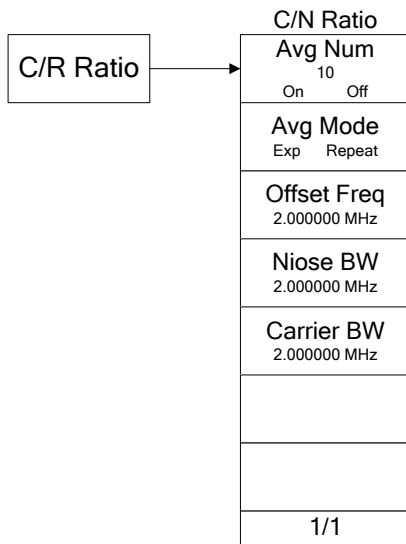 C/N Ratio
C/R Ratio
Avg Num
10
On Off
Avg Mode
Exp Repeat
Offset Freq
2.000000 MHz
Niose BW
2.000000 MHz
Carrier BW
2.000000 MHz
1/1